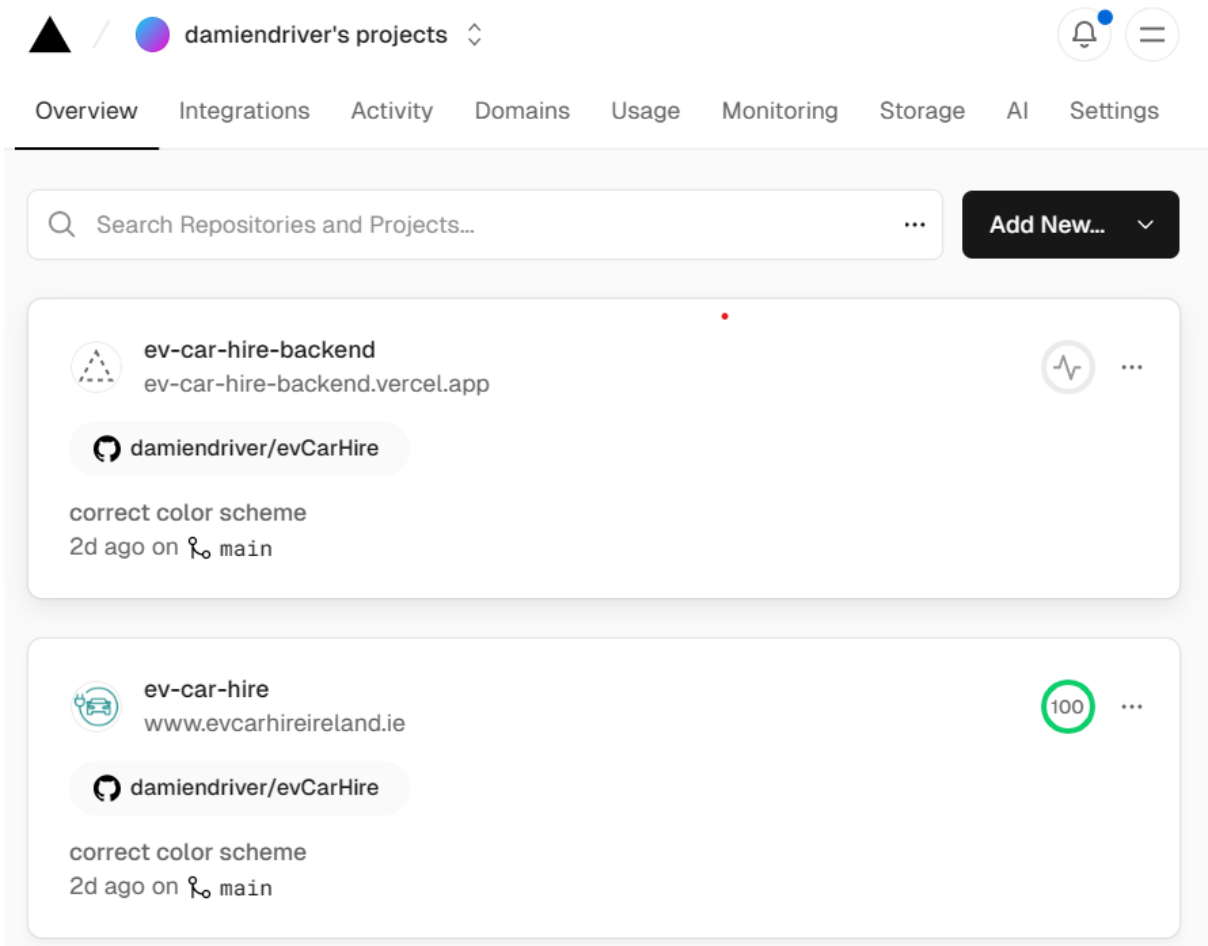 damiendriver's projects
Overview Integrations Activity Domains Usage Monitoring Storage AI Settings
Search Repositories and Projects...
Add New...
ev-car-hire-backend
ev-car-hire-backend.vercel.app
damiendriver/evCarHire
correct color scheme
2d ago on main
ev-car-hire
www.evcarhireireland.ie
100
damiendriver/evCarHire
correct color scheme
2d ago on main